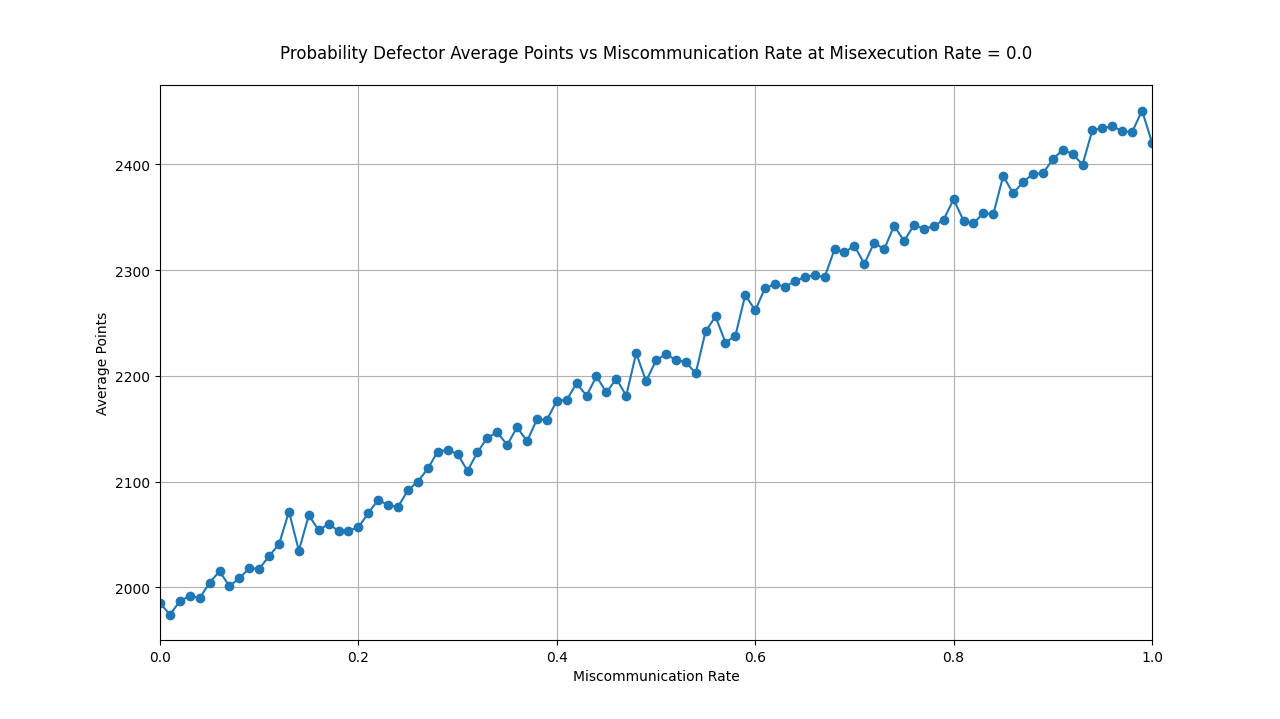 Probability Defector Average Points vs Miscommunication Rate at Misexecution Rate = 0.0
2400
2300
2200
2100
2000
Average Points
0.0 0.2 0.4 0.6 0.8 1.0
Miscommunication Rate